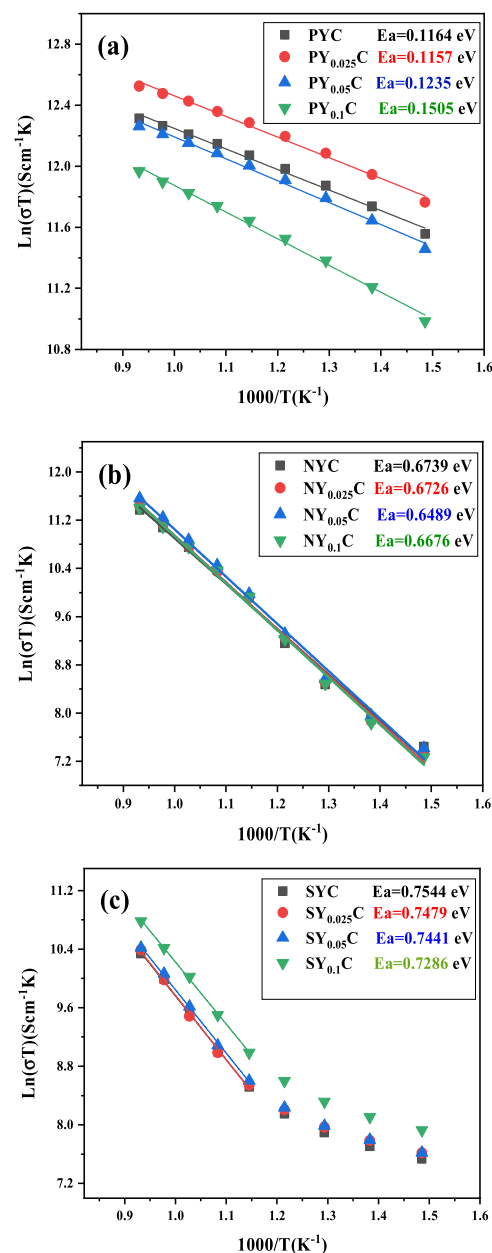 (a)
PYC Ea=0.1164 eV
PY₀.₀₂₅C Ea=0.1157 eV
PY₀.₀₅C Ea=0.1235 eV
PY₀.₁C Ea=0.1505 eV
Ln(σT)(Scm⁻¹K)
12.8
12.4
12.0
11.6
11.2
10.8
0.9 1.0 1.1 1.2 1.3 1.4 1.5 1.6
1000/T(K⁻¹)
(b)
NYC Ea=0.6739 eV
NY₀.₀₂₅C Ea=0.6726 eV
NY₀.₀₅C Ea=0.6489 eV
NY₀.₁C Ea=0.6676 eV
Ln(σT)(Scm⁻¹K)
12.0
11.2
10.4
9.6
8.8
8.0
7.2
0.9 1.0 1.1 1.2 1.3 1.4 1.5 1.6
1000/T(K⁻¹)
(c)
SYC Ea=0.7544 eV
SY₀.₀₂₅C Ea=0.7479 eV
SY₀.₀₅C Ea=0.7441 eV
SY₀.₁C Ea=0.7286 eV
Ln(σT)(Scm⁻¹K)
11.2
10.4
9.6
8.8
8.0
7.2
0.9 1.0 1.1 1.2 1.3 1.4 1.5 1.6
1000/T(K⁻¹)